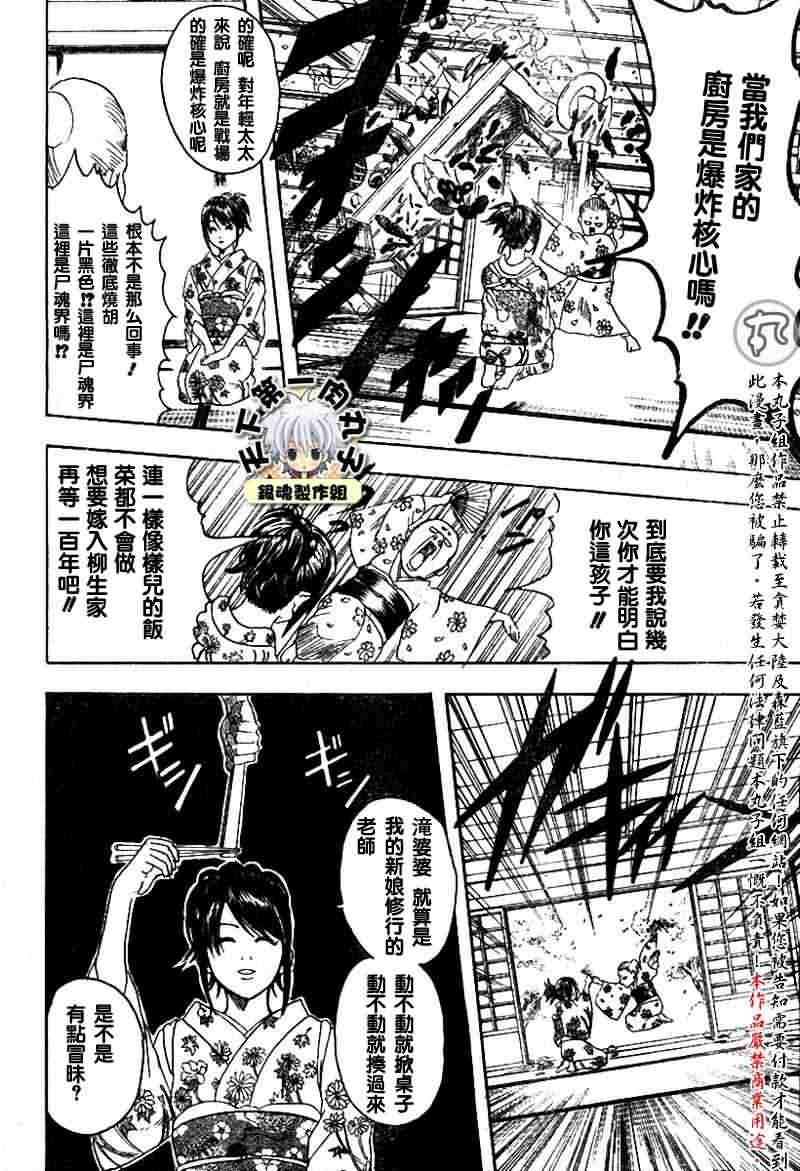 當我們家的
廚房是爆炸核心嗎!!
的確呢 對年輕太太
來說 廚房就是戰場
的確是爆炸核心呢
根本不是那么回事!
這些徹底燒胡
一片黑色!?這裡是尸魂界
這裡是尸魂界嗎!?
到底要我說幾
次你才能明白
你這孩子!!
連一樣像樣兒的飯
菜都不會做
想要嫁入柳生家
再等一百年吧!!
滝婆婆 就算是
我的新娘修行的
老師
動不動就掀桌子
動不動就揍過來
是不是
有點冒昧?
天下第一肉丸子
銀魂製作組
丸
本丸子組作品禁止轉載至貪婪大陸及森藍旗下的任何網站!如果您被告知需要付款才能看到
此漫畫,那麼您被騙了.若發生任何法律問題本丸子組一慨不負責!本作品嚴禁商業用途.